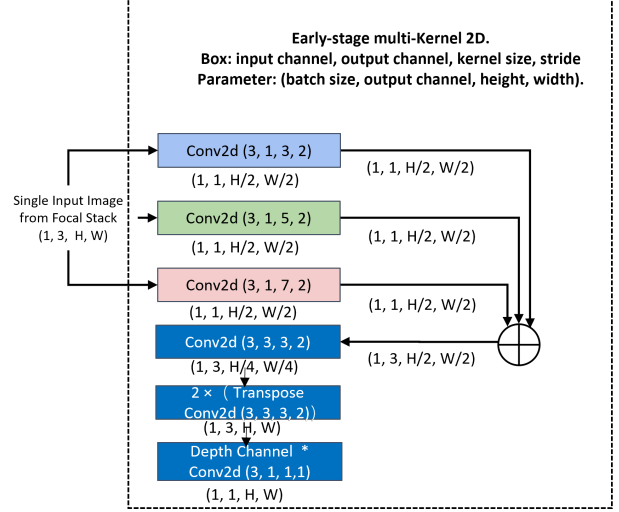 Early-stage multi-Kernel 2D.
Box: input channel, output channel, kernel size, stride
Parameter: (batch size, output channel, height, width).
Conv2d (3, 1, 3, 2)
(1, 1, H/2, W/2)
(1, 1, H/2, W/2)
Single Input Image
from Focal Stack
(1, 3, H, W)
Conv2d (3, 1, 5, 2)
(1, 1, H/2, W/2)
(1, 1, H/2, W/2)
Conv2d (3, 1, 7, 2)
(1, 1, H/2, W/2)
(1, 1, H/2, W/2)
Conv2d (3, 3, 3, 2)
(1, 3, H/2, W/2)
(1, 3, H/4, W/4)
2 × （ Transpose
Conv2d (3, 3, 3, 2)）
(1, 3, H, W)
Depth Channel *
Conv2d (3, 1, 1,1)
(1, 1, H, W)